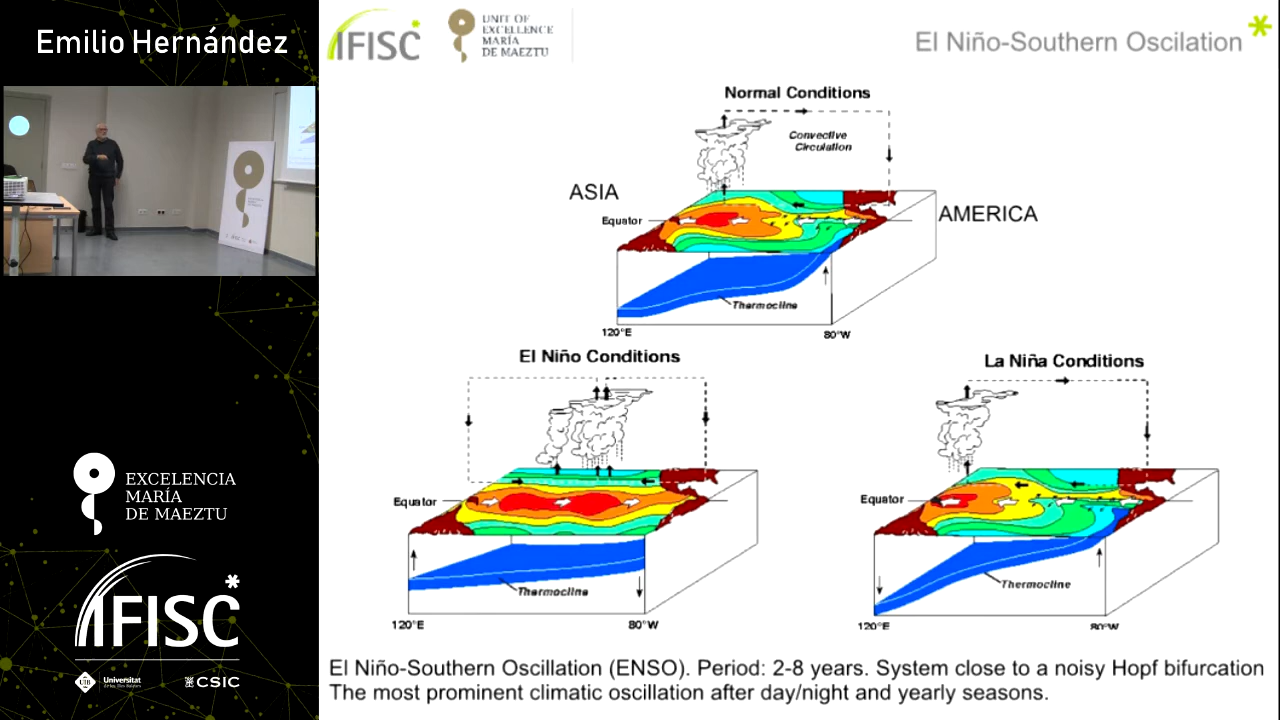 Emilio Hernández
IFISC
UNIT OF
EXCELLENCE
MARÍA
DE MAEZTU
El Niño-Southern Oscilation
Normal Conditions
Convective
Circulation
ASIA
Equator
AMERICA
Thermocline
120°E
80°W
El Niño Conditions
Equator
Thermocline
120°E
80°W
La Niña Conditions
Equator
Thermocline
120°E
80°W
EXCELENCIA
MARÍA
DE MAEZTU
IFISC
Universitat
de les Illes Balears
CSIC
El Niño-Southern Oscillation (ENSO). Period: 2-8 years. System close to a noisy Hopf bifurcation
The most prominent climatic oscillation after day/night and yearly seasons.